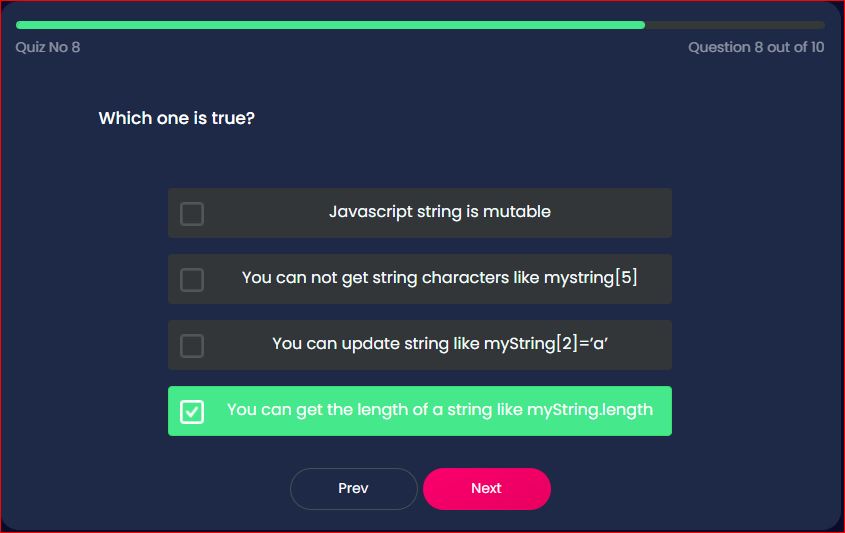 Quiz No 8
Question 8 out of 10
Which one is true?
Javascript string is mutable
You can not get string characters like mystring[5]
You can update string like myString[2]=’a’
You can get the length of a string like myString.length
Prev
Next